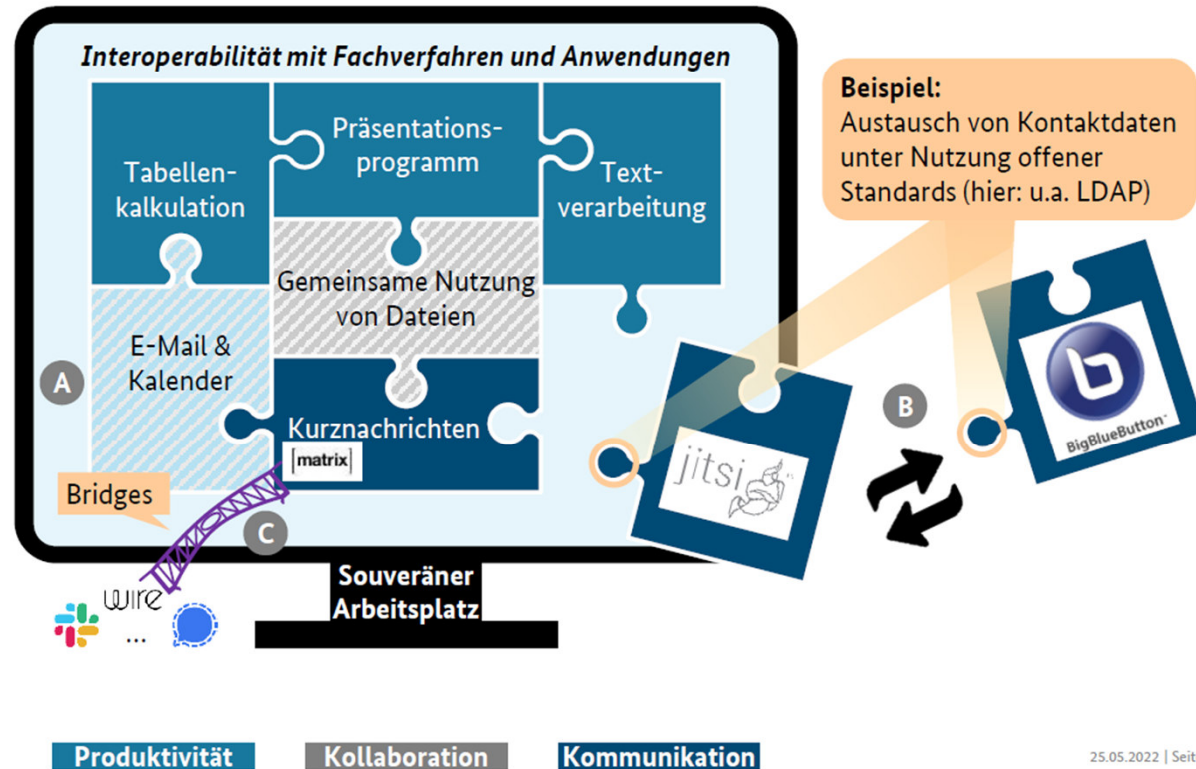 Interoperabilität mit Fachverfahren und Anwendungen
Tabellen-
kalkulation
Präsentations-
programm
Text-
verarbeitung
Gemeinsame Nutzung
von Dateien
E-Mail &
Kalender
Kurznachrichten
[matrix]
A
Bridges
C
wire
...
Souveräner
Arbeitsplatz
Beispiel:
Austausch von Kontaktdaten
unter Nutzung offener
Standards (hier: u.a. LDAP)
jitsi
B
b
BigBlueButton™
Produktivität
Kollaboration
Kommunikation
25.05.2022 | Seit